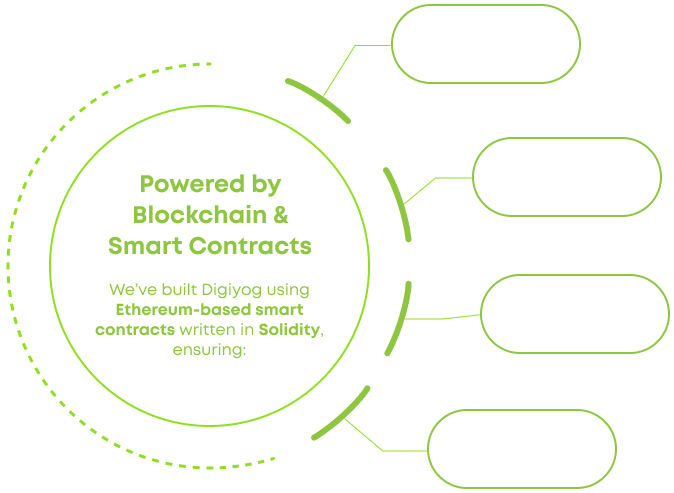 Powered by
Blockchain &
Smart Contracts
We've built Digiyog using
Ethereum-based smart
contracts written in Solidity,
ensuring: